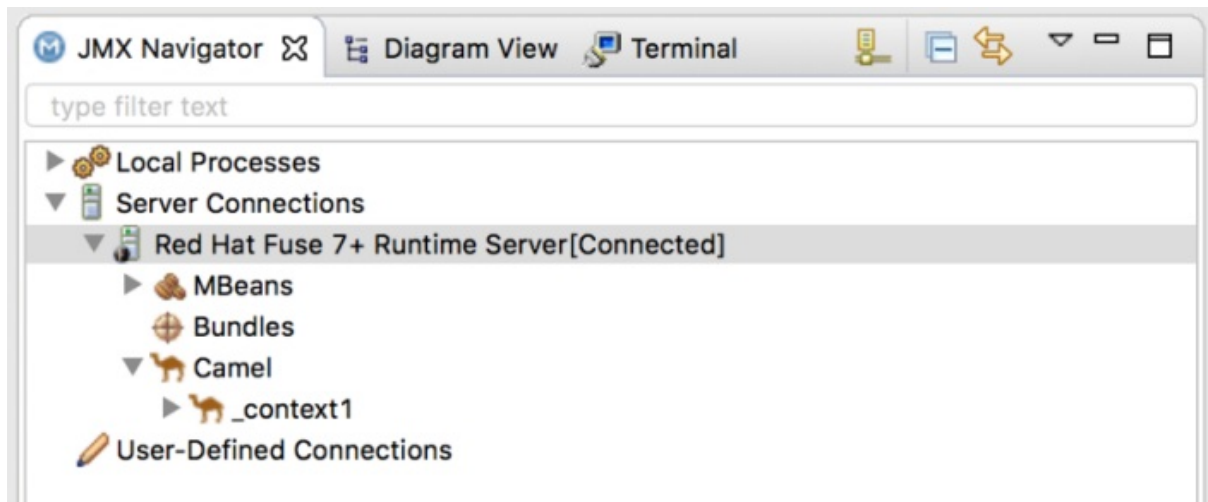 JMX Navigator Diagram View Terminal
type filter text
Local Processes
Server Connections
Red Hat Fuse 7+ Runtime Server[Connected]
MBeans
Bundles
Camel
_context1
User-Defined Connections